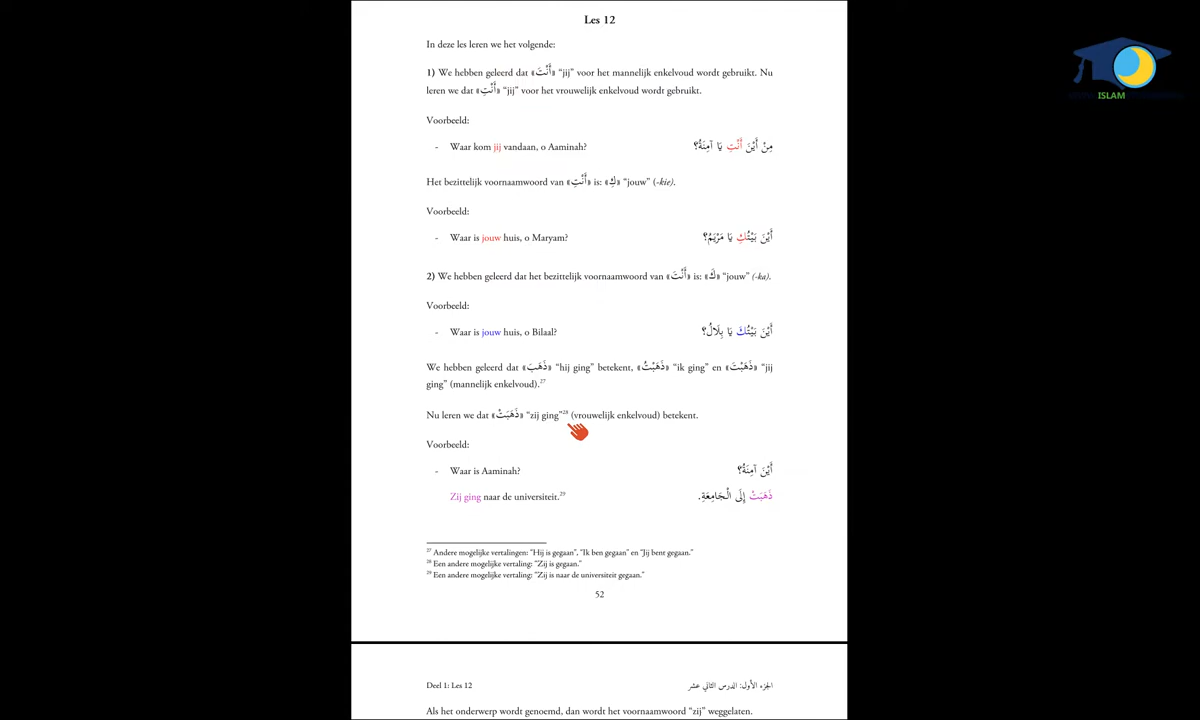 Les 12
In deze les leren we het volgende:
1) We hebben geleerd dat «أَنْتَ» “jij” voor het mannelijk enkelvoud wordt gebruikt. Nu
leren we dat «أَنْتِ» “jij” voor het vrouwelijk enkelvoud wordt gebruikt.
Voorbeeld:
- Waar kom jij vandaan, o Aaminah? مِنْ أَيْنَ أَنْتِ يَا آمِنَةُ؟
Het bezittelijk voornaamwoord van «أَنْتِ» is: «كِ» “jouw” (-kie).
Voorbeeld:
- Waar is jouw huis, o Maryam? أَيْنَ بَيْتُكِ يَا مَرْيَمُ؟
2) We hebben geleerd dat het bezittelijk voornaamwoord van «أَنْتَ» is: «كَ» “jouw” (-ka).
Voorbeeld:
- Waar is jouw huis, o Bilaal? أَيْنَ بَيْتُكَ يَا بِلَالُ؟
We hebben geleerd dat «ذَهَبَ» “hij ging” betekent, «ذَهَبْتُ» “ik ging” en «ذَهَبْتَ» “jij
ging” (mannelijk enkelvoud).27
Nu leren we dat «ذَهَبَتْ» “zij ging”28 (vrouwelijk enkelvoud) betekent.
Voorbeeld:
- Waar is Aaminah? أَيْنَ آمِنَةُ؟
Zij ging naar de universiteit.29 ذَهَبَتْ إِلَى الْجَامِعَةِ.
27 Andere mogelijke vertalingen: “Hij is gegaan”, “Ik ben gegaan” en “Jij bent gegaan.”
28 Een andere mogelijke vertaling: “Zij is gegaan.”
29 Een andere mogelijke vertaling: “Zij is naar de universiteit gegaan.”
52
Deel 1: Les 12 الجزء الأول: الدرس الثاني عشر
Als het onderwerp wordt genoemd, dan wordt het voornaamwoord “zij” weggelaten.
ISLAM